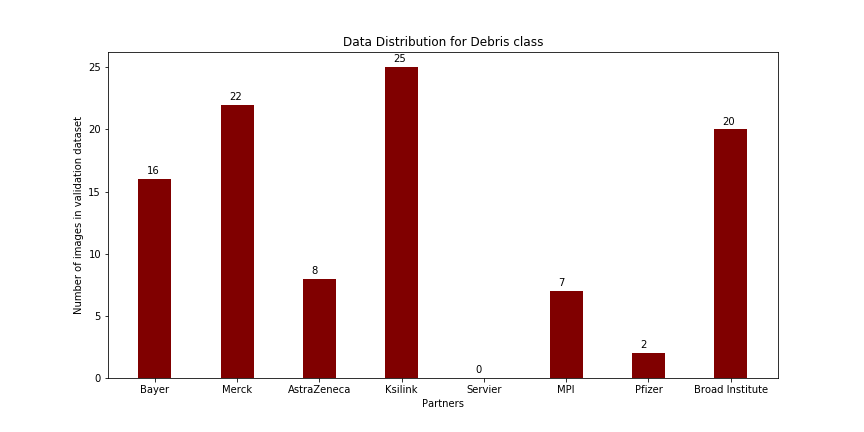 Data Distribution for Debris class
Number of images in validation dataset
25
20
15
10
5
0
16
22
8
25
0
7
2
20
Bayer
Merck
AstraZeneca
Ksilink
Servier
MPI
Pfizer
Broad Institute
Partners